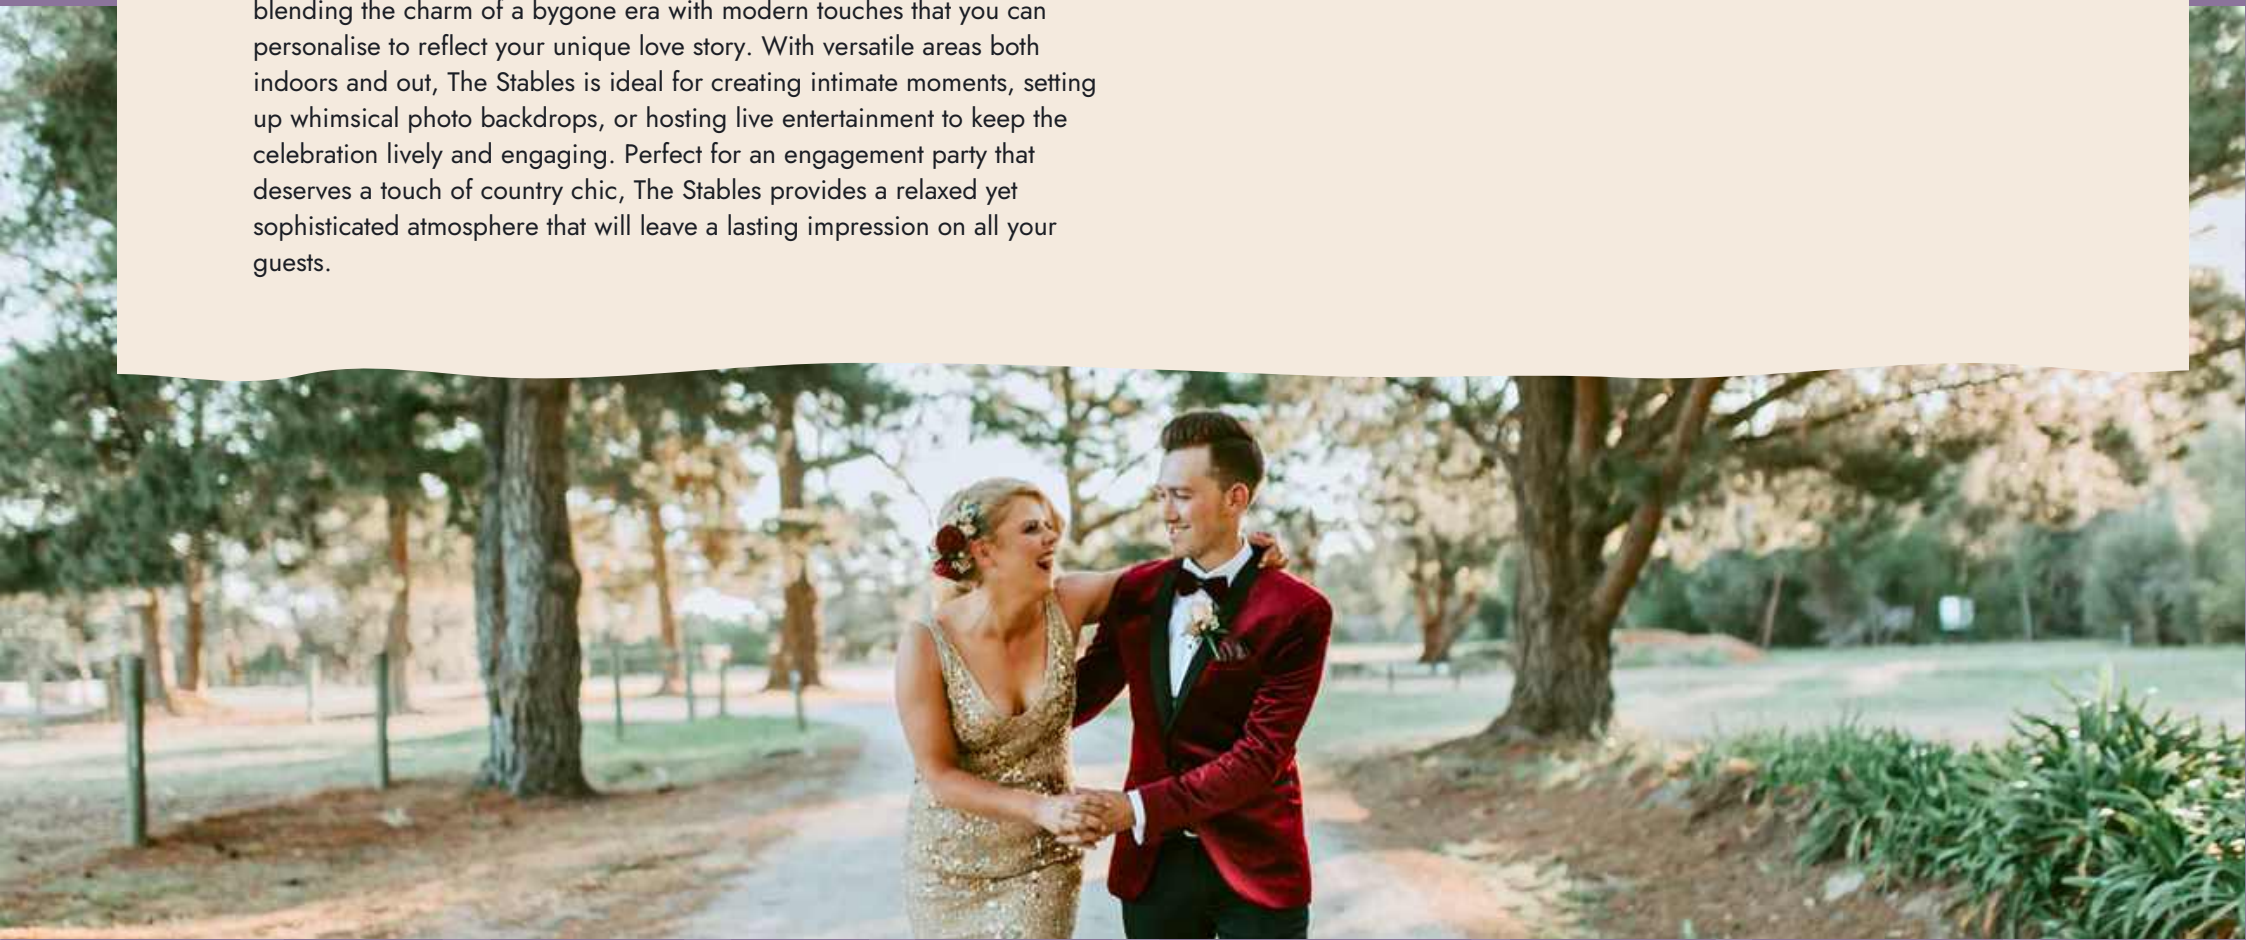 blending the charm of a bygone era with modern touches that you can
personalise to reflect your unique love story. With versatile areas both
indoors and out, The Stables is ideal for creating intimate moments, setting
up whimsical photo backdrops, or hosting live entertainment to keep the
celebration lively and engaging. Perfect for an engagement party that
deserves a touch of country chic, The Stables provides a relaxed yet
sophisticated atmosphere that will leave a lasting impression on all your
guests.